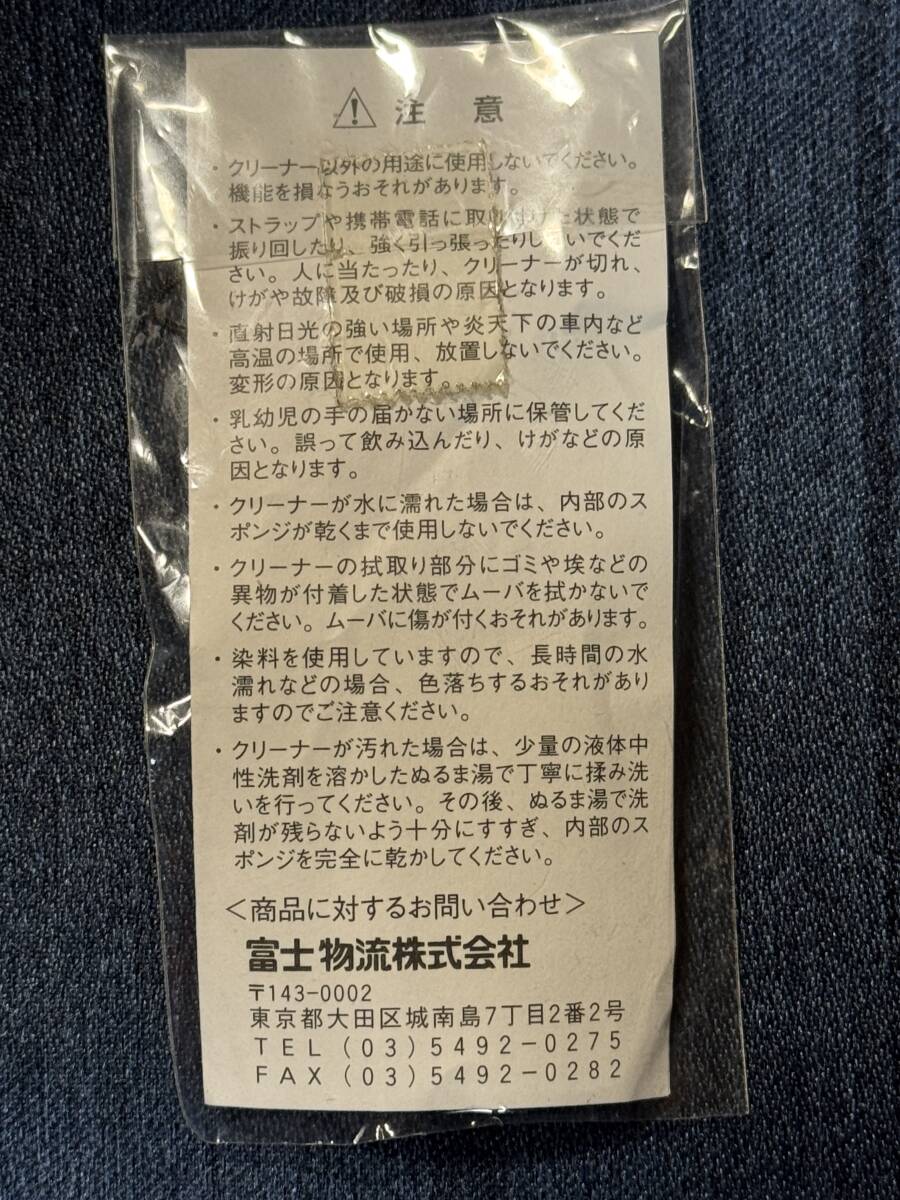 ⚠ 注 意
・クリーナー以外の用途に使用しないでください。
機能を損なうおそれがあります。
・ストラップや携帯電話に取り付けた状態で
振り回したり、強く引っ張ったりしないでくだ
さい。人に当たったり、クリーナーが切れ、
けがや故障及び破損の原因となります。
・直射日光の強い場所や炎天下の車内など
高温の場所で使用、放置しないでください。
変形の原因となります。
・乳幼児の手の届かない場所に保管してくだ
さい。誤って飲み込んだり、けがなどの原
因となります。
・クリーナーが水に濡れた場合は、内部のス
ポンジが乾くまで使用しないでください。
・クリーナーの拭取り部分にゴミや埃などの
異物が付着した状態でムーバを拭かないで
ください。ムーバに傷が付くおそれがあります。
・染料を使用していますので、長時間の水
濡れなどの場合、色落ちするおそれがあり
ますのでご注意ください。
・クリーナーが汚れた場合は、少量の液体中
性洗剤を溶かしたぬるま湯で丁寧に揉み洗
いを行ってください。その後、ぬるま湯で洗
剤が残らないよう十分にすすぎ、内部のス
ポンジを完全に乾かしてください。
＜商品に対するお問い合わせ＞
富士物流株式会社
〒143-0002
東京都大田区城南島7丁目2番2号
TEL（03）5492-0275
FAX（03）5492-0282